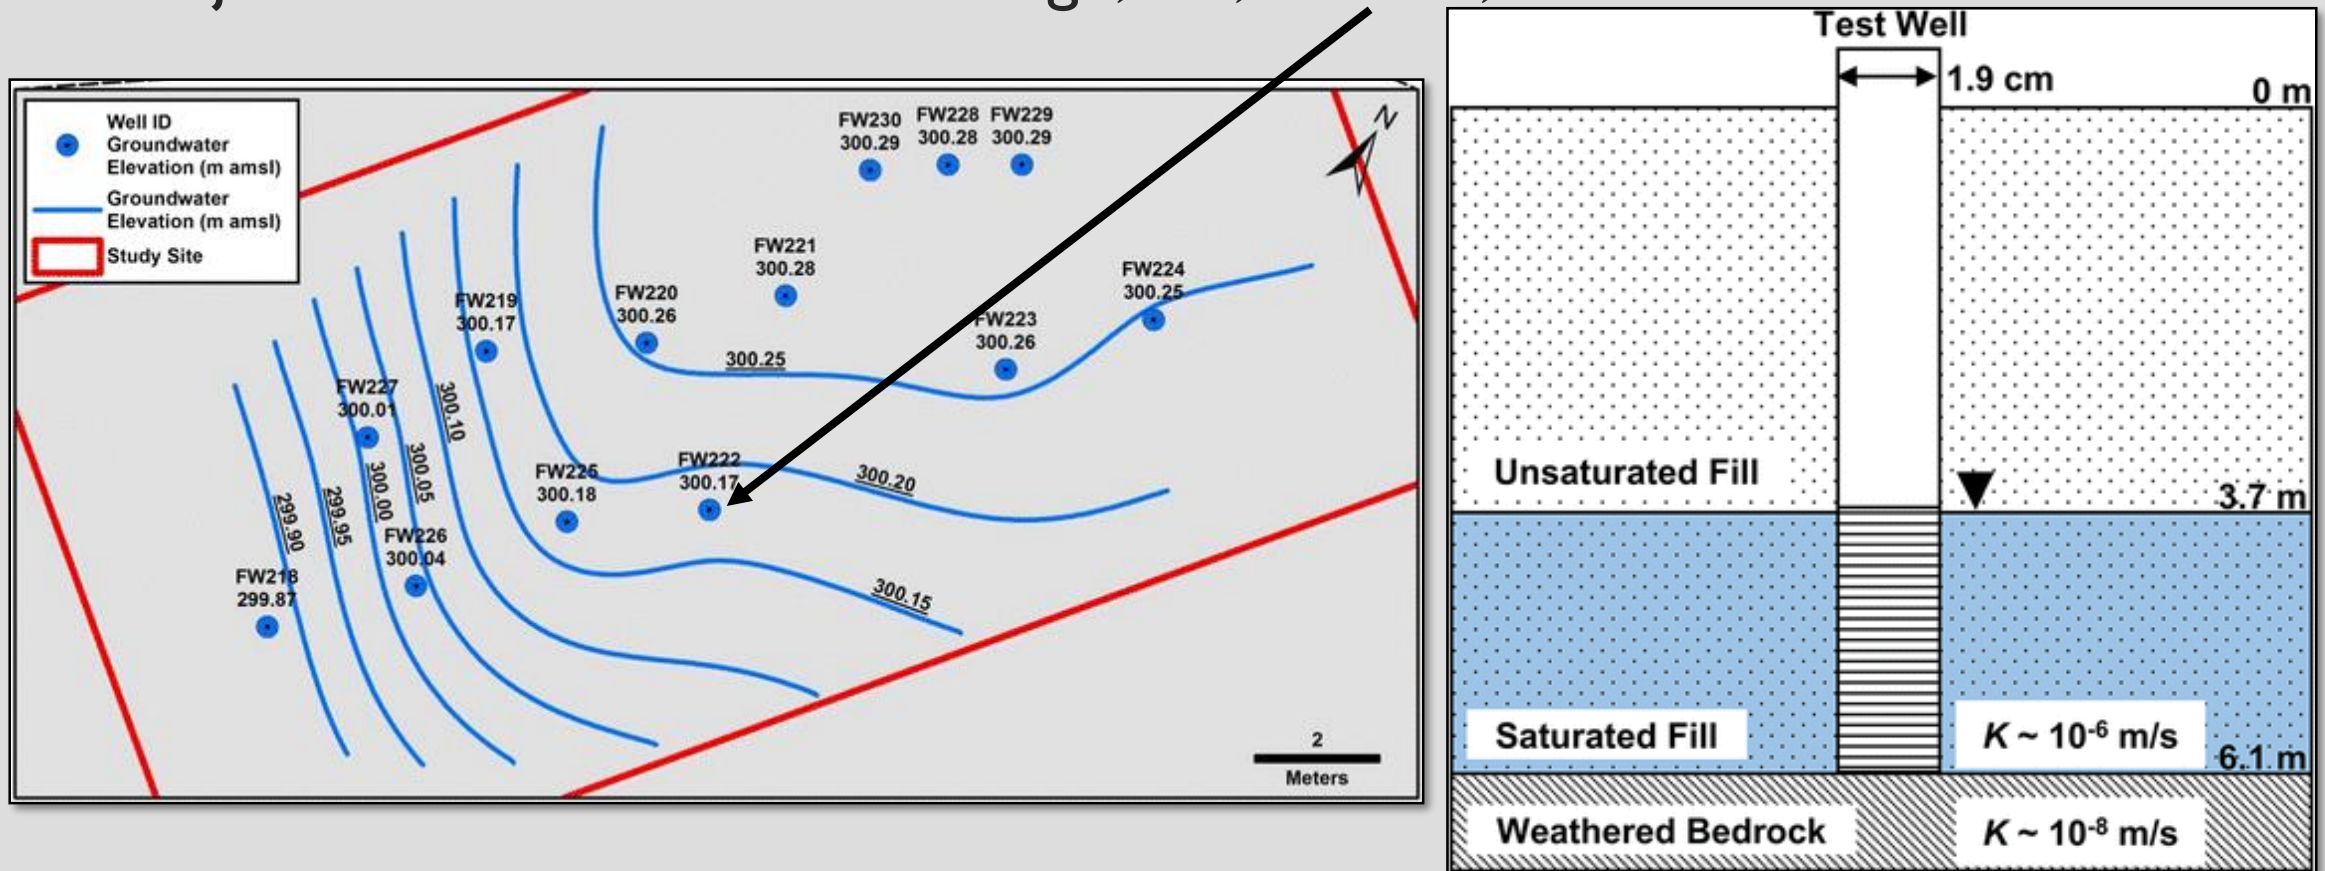 Well ID
Groundwater
Elevation (m amsl)
Groundwater
Elevation (m amsl)
Study Site
N
FW230
300.29
FW228
300.28
FW229
300.29
FW221
300.28
FW224
300.25
FW219
300.17
FW220
300.26
FW223
300.26
300.25
FW227
300.01
300.10
300.05
300.00
299.95
299.90
FW225
300.18
FW222
300.17
300.20
FW226
300.04
FW218
299.87
300.15
2
Meters
Test Well
1.9 cm
0 m
Unsaturated Fill
3.7 m
Saturated Fill
K ~ 10⁻⁶ m/s
6.1 m
Weathered Bedrock
K ~ 10⁻⁸ m/s